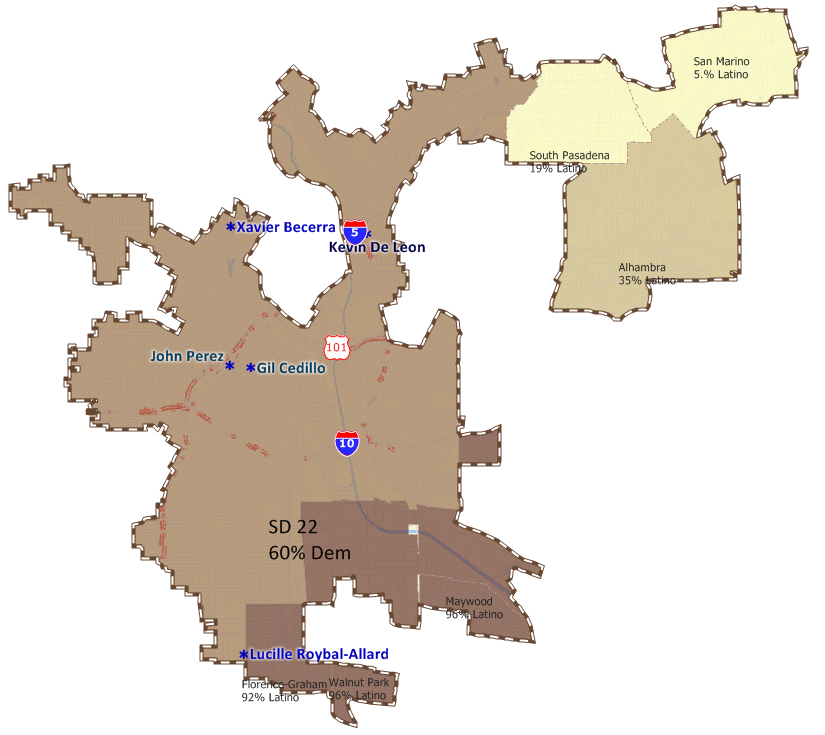 San Marino
5.% Latino
South Pasadena
19% Latino
Xavier Becerra
5
Kevin De Leon
Alhambra
35% Latino
101
John Perez
Gil Cedillo
10
SD 22
60% Dem
Maywood
96% Latino
Lucille Roybal-Allard
Florence-Graham
92% Latino
Walnut Park
96% Latino